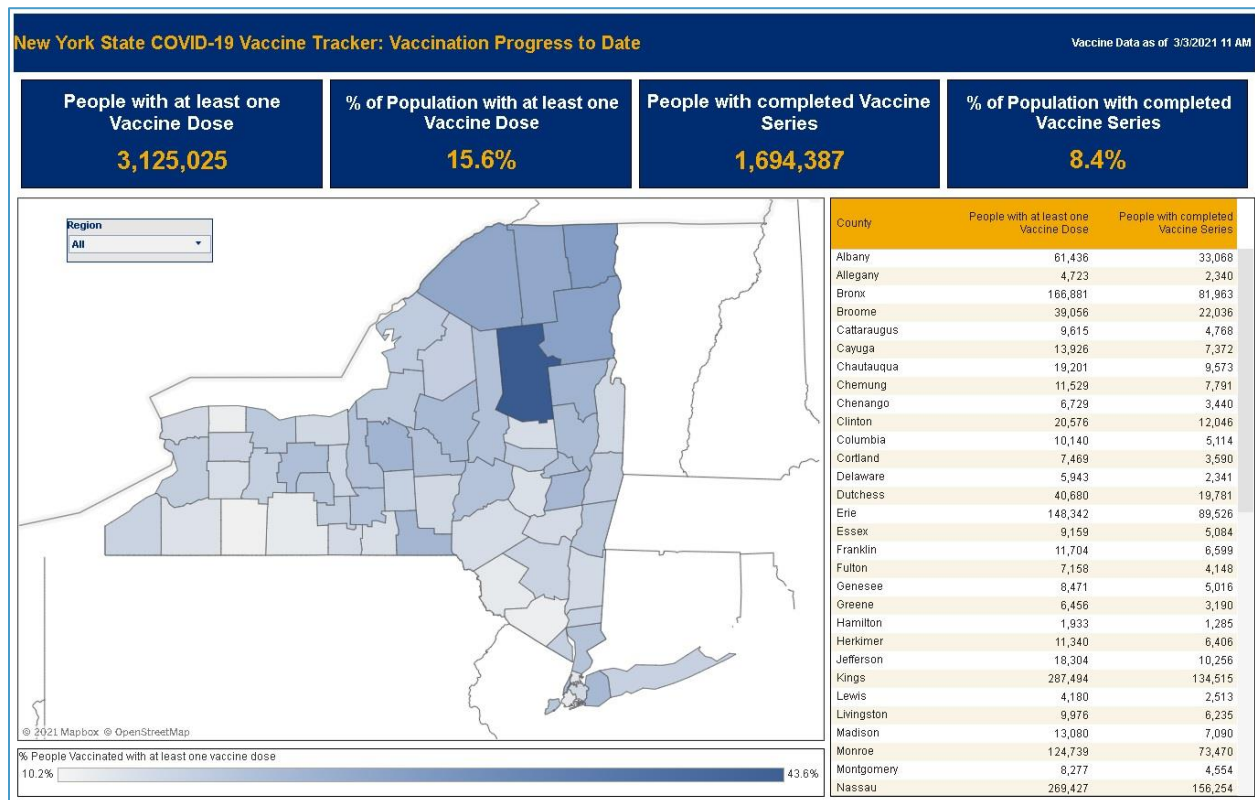 New York State COVID-19 Vaccine Tracker: Vaccination Progress to Date
Vaccine Data as of 3/3/2021 11 AM
People with at least one
Vaccine Dose
3,125,025
% of Population with at least one
Vaccine Dose
15.6%
People with completed Vaccine
Series
1,694,387
% of Population with completed
Vaccine Series
8.4%
Region
All
© 2021 Mapbox © OpenStreetMap
% People Vaccinated with at least one vaccine dose
10.2% 43.6%
County People with at least one Vaccine Dose People with completed Vaccine Series
Albany 61,436 33,068
Allegany 4,723 2,340
Bronx 166,881 81,963
Broome 39,056 22,036
Cattaraugus 9,615 4,768
Cayuga 13,926 7,372
Chautauqua 19,201 9,573
Chemung 11,529 7,791
Chenango 6,729 3,440
Clinton 20,576 12,046
Columbia 10,140 5,114
Cortland 7,469 3,590
Delaware 5,943 2,341
Dutchess 40,680 19,781
Erie 148,342 89,526
Essex 9,159 5,084
Franklin 11,704 6,599
Fulton 7,158 4,148
Genesee 8,471 5,016
Greene 6,456 3,190
Hamilton 1,933 1,285
Herkimer 11,340 6,406
Jefferson 18,304 10,256
Kings 287,494 134,515
Lewis 4,180 2,513
Livingston 9,976 6,235
Madison 13,080 7,090
Monroe 124,739 73,470
Montgomery 8,277 4,554
Nassau 269,427 156,254